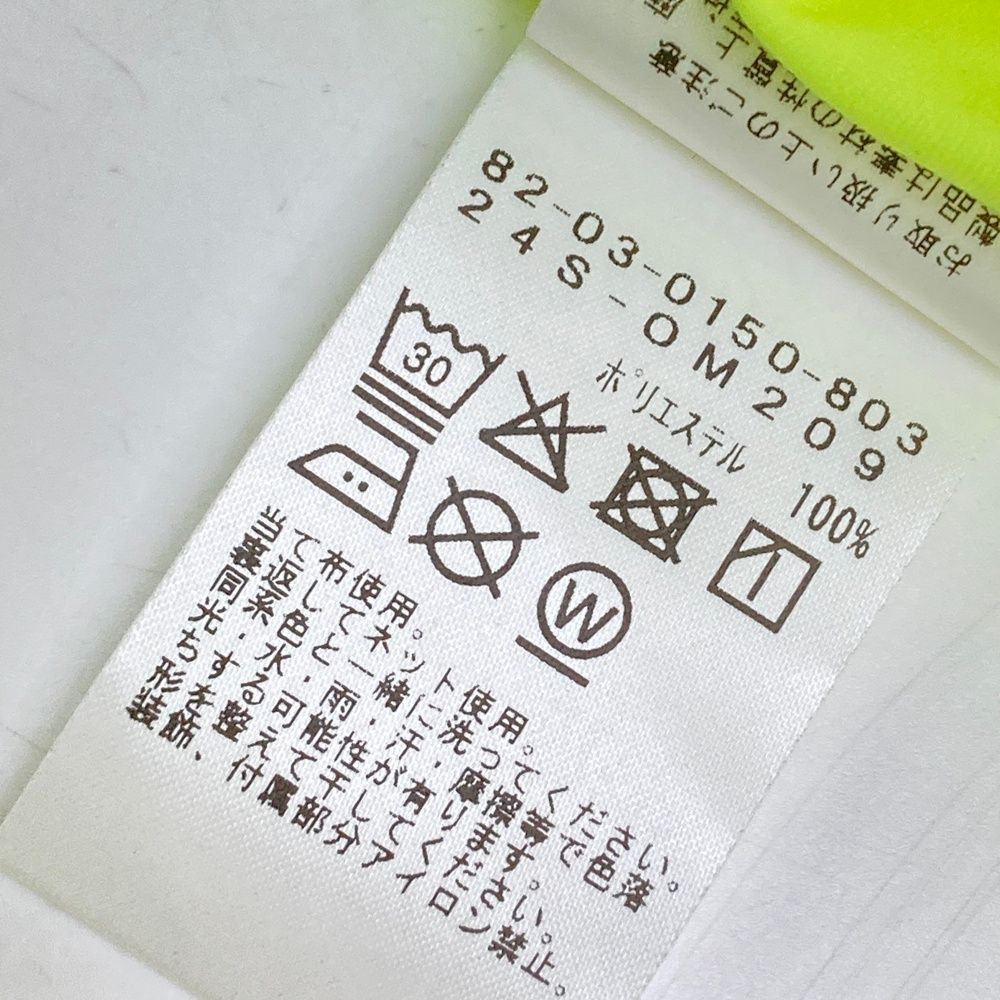 お取り扱い上のご注意
製品は素材の性質上
82-03-0150-803
24S-OM209
ポリエステル 100%
30
W
当て布使用。ネット使用。
裏返して
同系色と一緒に洗ってください。
光・水・雨・汗・摩擦等で色落
ちする可能性が有ります。
形を整えて干してください。
装飾、付属部分アイロン禁止。